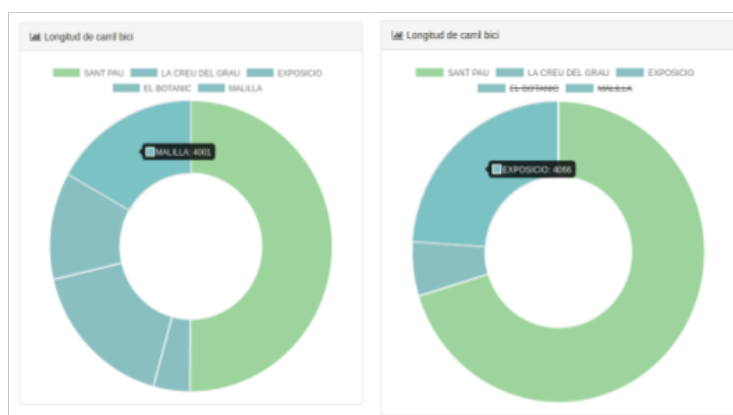 Longitud de carril bici
SANT PAU LA CREU DEL GRAU EXPOSICIO
EL BOTANIC MALILLA
MALILLA: 4001
Longitud de carril bici
SANT PAU LA CREU DEL GRAU EXPOSICIO
EL BOTANIC MALILLA
EXPOSICIO: 4066